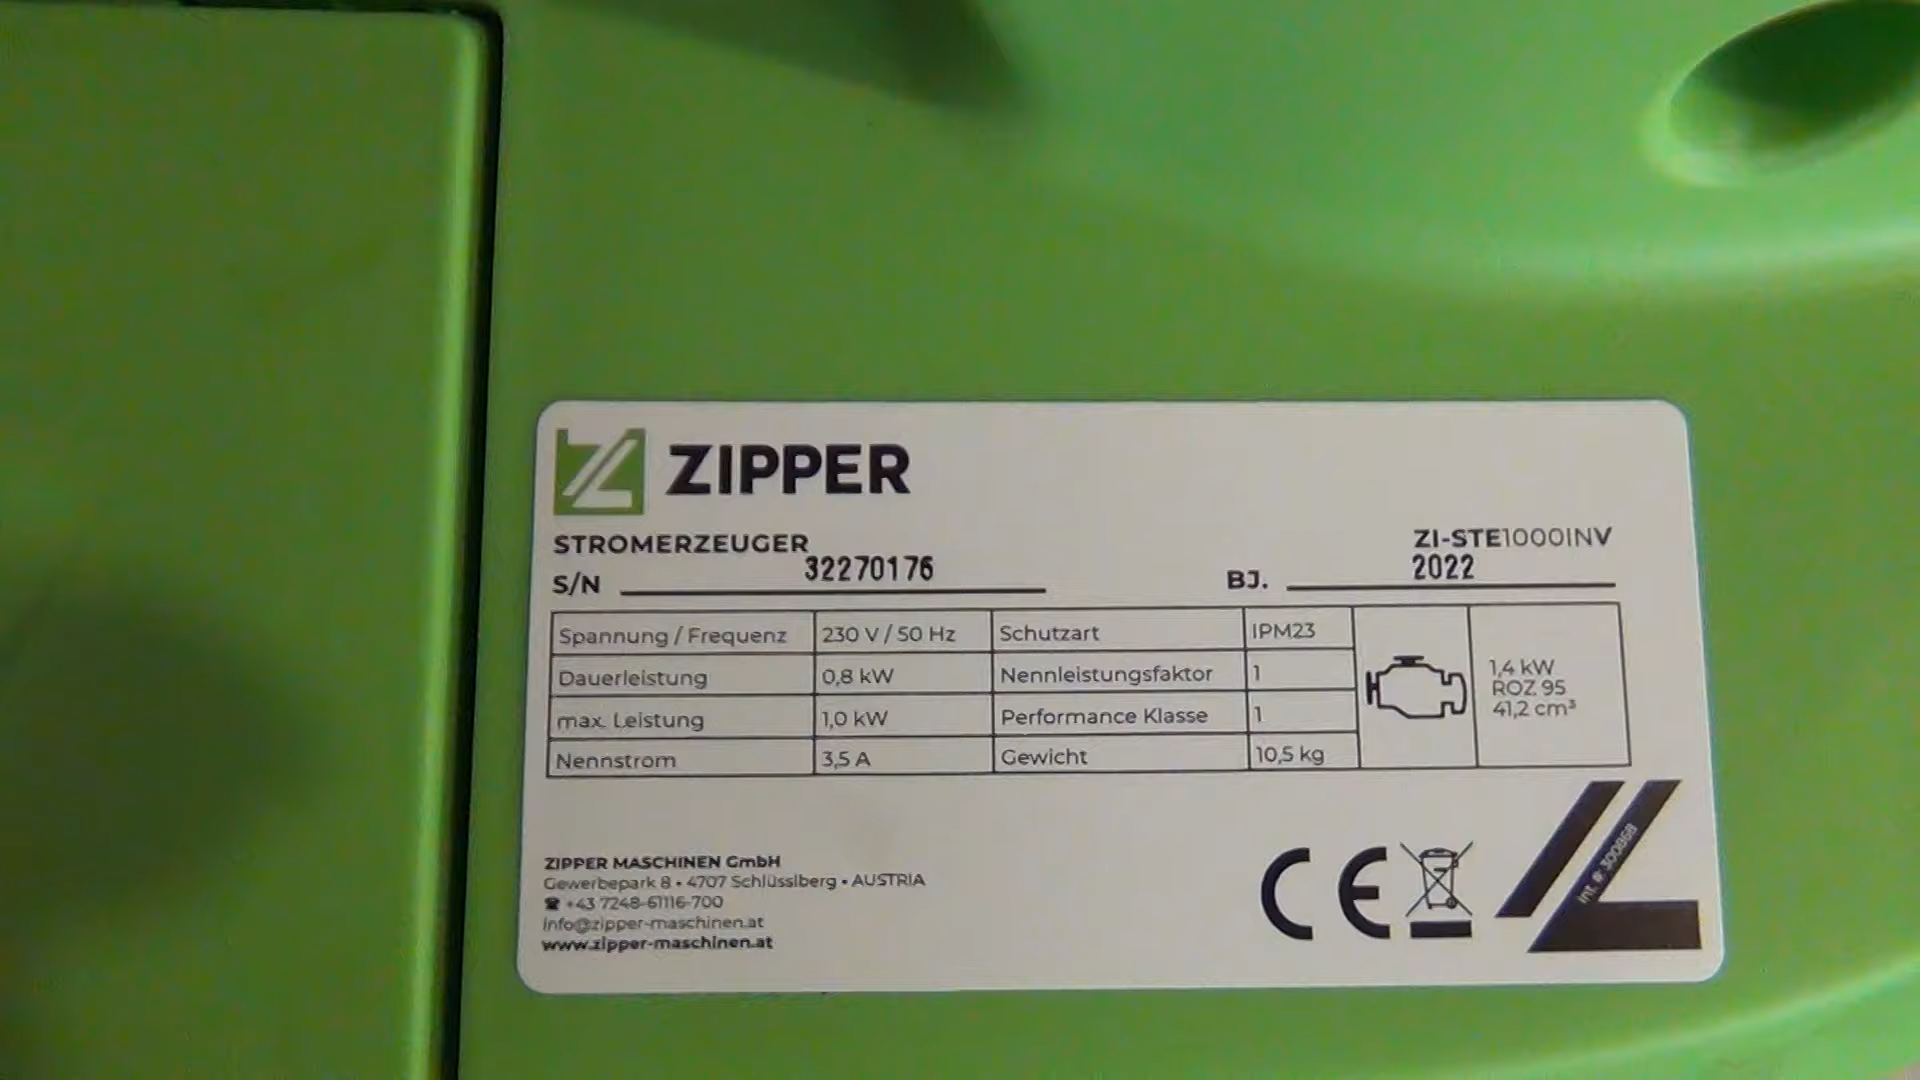 ZIPPER
STROMERZEUGER
ZI-STE1000INV
S/N 32270176
BJ. 2022
Spannung / Frequenz 230 V / 50 Hz Schutzart IPM23
Dauerleistung 0,8 kW Nennleistungsfaktor 1
max. Leistung 1,0 kW Performance Klasse 1
Nennstrom 3,5 A Gewicht 10,5 kg
1,4 kW
ROZ 95
41,2 cm³
ZIPPER MASCHINEN GmbH
Gewerbepark 8 • 4707 Schlüsslberg • AUSTRIA
☎ +43 7248-61116-700
info@zipper-maschinen.at
www.zipper-maschinen.at
CE
int. #: 300868